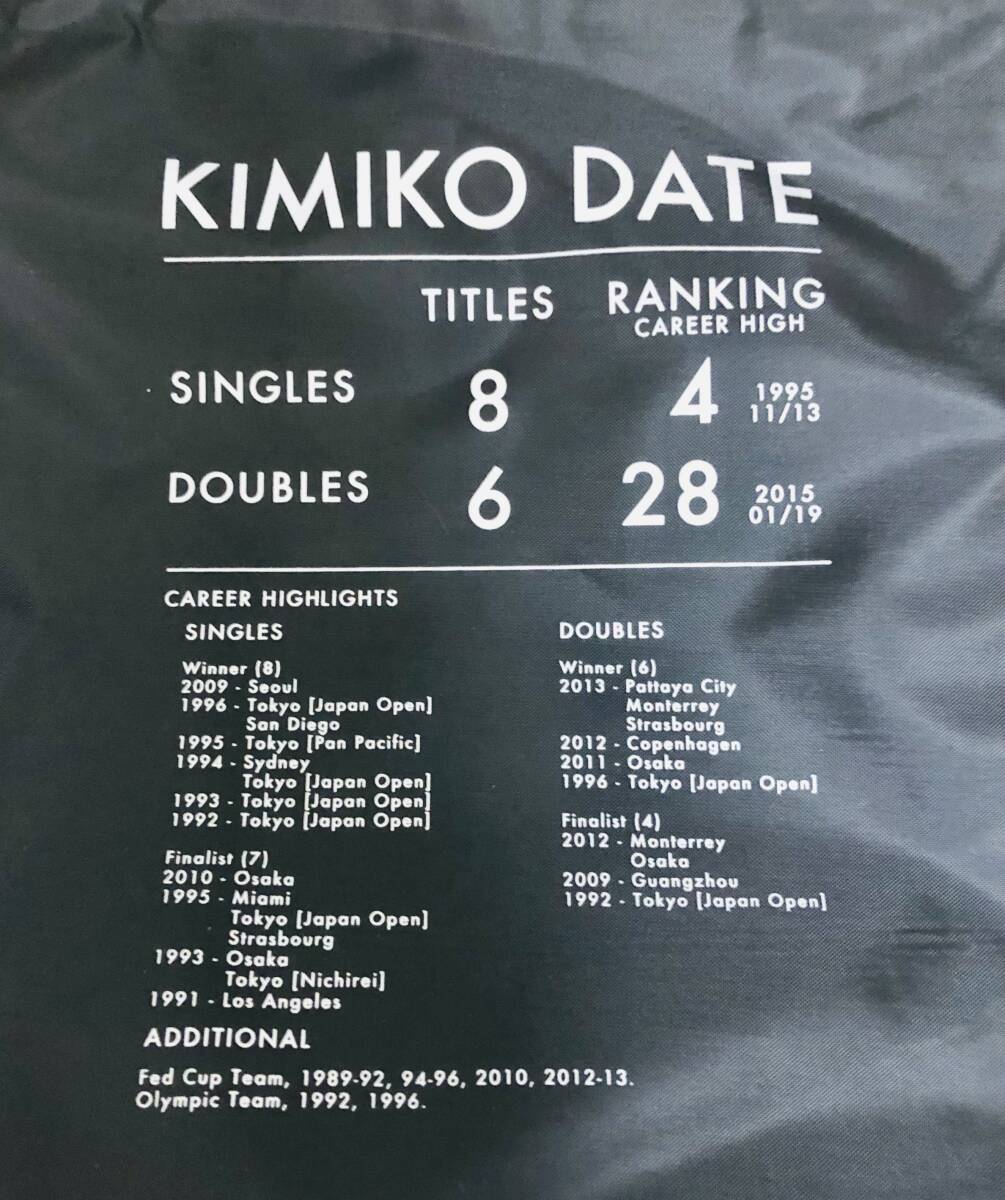 KIMIKO DATE
TITLES RANKING
CAREER HIGH
SINGLES 8 4 1995
11/13
DOUBLES 6 28 2015
01/19
CAREER HIGHLIGHTS
SINGLES
Winner (8)
2009 - Seoul
1996 - Tokyo [Japan Open]
San Diego
1995 - Tokyo [Pan Pacific]
1994 - Sydney
Tokyo [Japan Open]
1993 - Tokyo [Japan Open]
1992 - Tokyo [Japan Open]
Finalist (7)
2010 - Osaka
1995 - Miami
Tokyo [Japan Open]
Strasbourg
1993 - Osaka
Tokyo [Nichirei]
1991 - Los Angeles
DOUBLES
Winner (6)
2013 - Pattaya City
Monterrey
Strasbourg
2012 - Copenhagen
2011 - Osaka
1996 - Tokyo [Japan Open]
Finalist (4)
2012 - Monterrey
Osaka
2009 - Guangzhou
1992 - Tokyo [Japan Open]
ADDITIONAL
Fed Cup Team, 1989-92, 94-96, 2010, 2012-13.
Olympic Team, 1992, 1996.